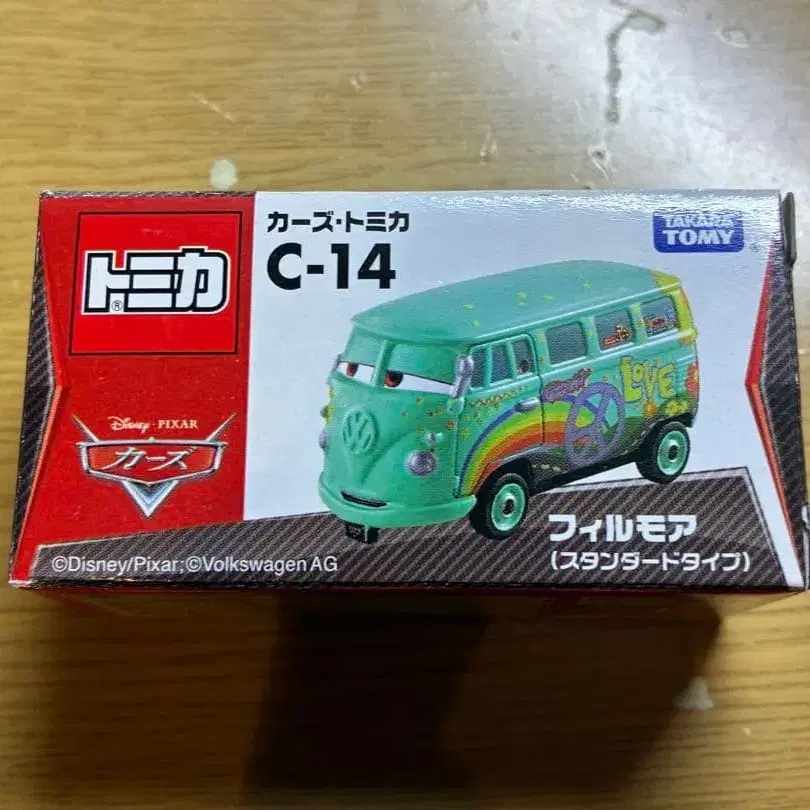 トミカ
®
カーズ・トミカ
C-14
TAKARA
TOMY
®
DISNEY・PIXAR
カーズ
LOVE
フィルモア
(スタンダードタイプ)
©Disney/Pixar;©Volkswagen AG